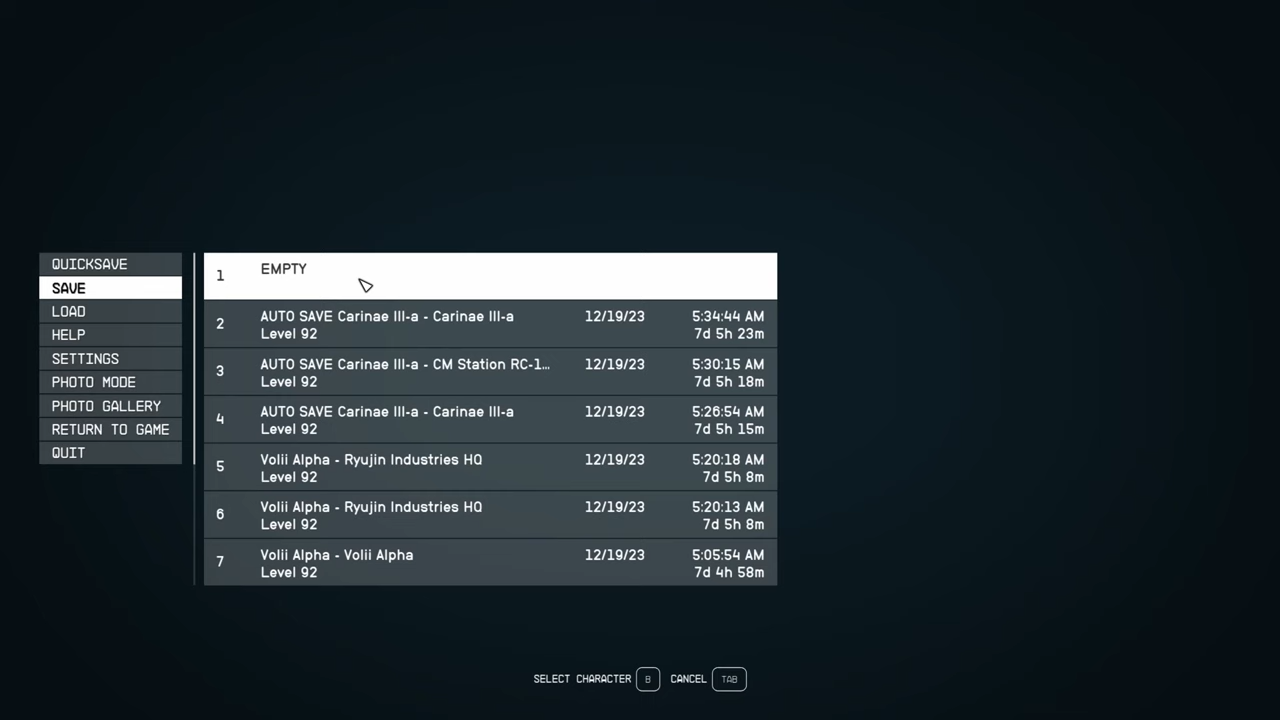 QUICKSAVE
SAVE
LOAD
HELP
SETTINGS
PHOTO MODE
PHOTO GALLERY
RETURN TO GAME
QUIT
1 EMPTY
2 AUTO SAVE Carinae III-a - Carinae III-a 12/19/23 5:34:44 AM
Level 92 7d 5h 23m
3 AUTO SAVE Carinae III-a - CM Station RC-1... 12/19/23 5:30:15 AM
Level 92 7d 5h 18m
4 AUTO SAVE Carinae III-a - Carinae III-a 12/19/23 5:26:54 AM
Level 92 7d 5h 15m
5 Volii Alpha - Ryujin Industries HQ 12/19/23 5:20:18 AM
Level 92 7d 5h 8m
6 Volii Alpha - Ryujin Industries HQ 12/19/23 5:20:13 AM
Level 92 7d 5h 8m
7 Volii Alpha - Volii Alpha 12/19/23 5:05:54 AM
Level 92 7d 4h 58m
SELECT CHARACTER B CANCEL TAB